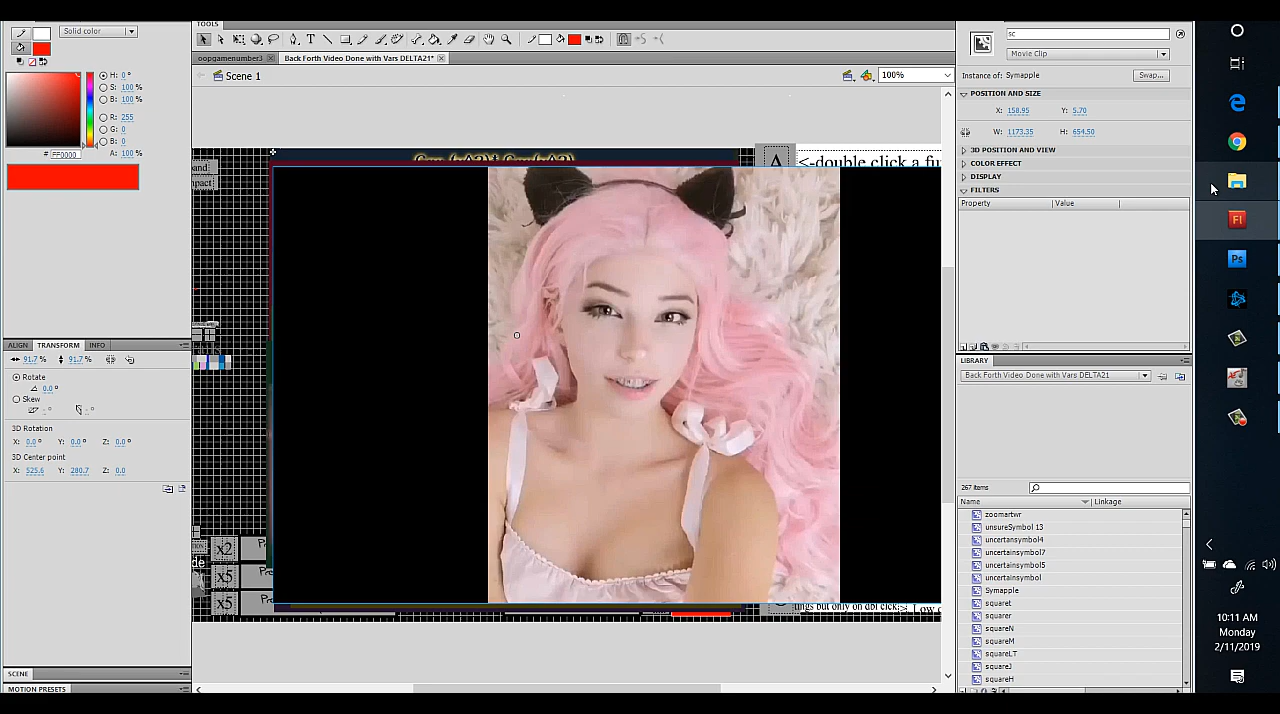 TOOLS
Solid color
H: 0 °
S: 100 %
B: 100 %
R: 255
G: 0
B: 0
A: 100 %
# FF0000
oopgamenumber3
Back Forth Video Done with Vars DELTA21*
Scene 1
100%
<-double click a fu
A
x2
x5
x5
ALIGN
TRANSFORM
INFO
91.7 %
91.7 %
Rotate
0.0 °
Skew
3D Rotation
X: 0.0 ° Y: 0.0 ° Z: 0.0 °
3D Center point
X: 525.6 Y: 280.7 Z: 0.0
SCENE
MOTION PRESETS
sc
Movie Clip
Instance of: Symapple
Swap...
POSITION AND SIZE
X: 158.95 Y: 5.70
W: 1173.35 H: 654.50
3D POSITION AND VIEW
COLOR EFFECT
DISPLAY
FILTERS
Property Value
LIBRARY
Back Forth Video Done with Vars DELTA21
267 items
Name Linkage
zoomartwr
unsureSymbol 13
uncertansymbol4
uncertainsymbol7
uncertainsymbol5
uncertainsymbol
Symapple
squaret
squarer
squareN
squareM
squareLT
squareJ
squareH
Fl
Ps
10:11 AM
Monday
2/11/2019